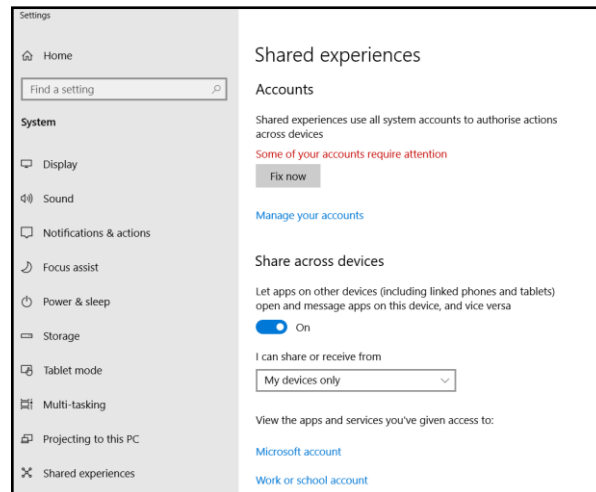 Settings
Home
Find a setting
System
Display
Sound
Notifications & actions
Focus assist
Power & sleep
Storage
Tablet mode
Multi-tasking
Projecting to this PC
Shared experiences
Shared experiences
Accounts
Shared experiences use all system accounts to authorise actions
across devices
Some of your accounts require attention
Fix now
Manage your accounts
Share across devices
Let apps on other devices (including linked phones and tablets)
open and message apps on this device, and vice versa
On
I can share or receive from
My devices only
View the apps and services you've given access to:
Microsoft account
Work or school account